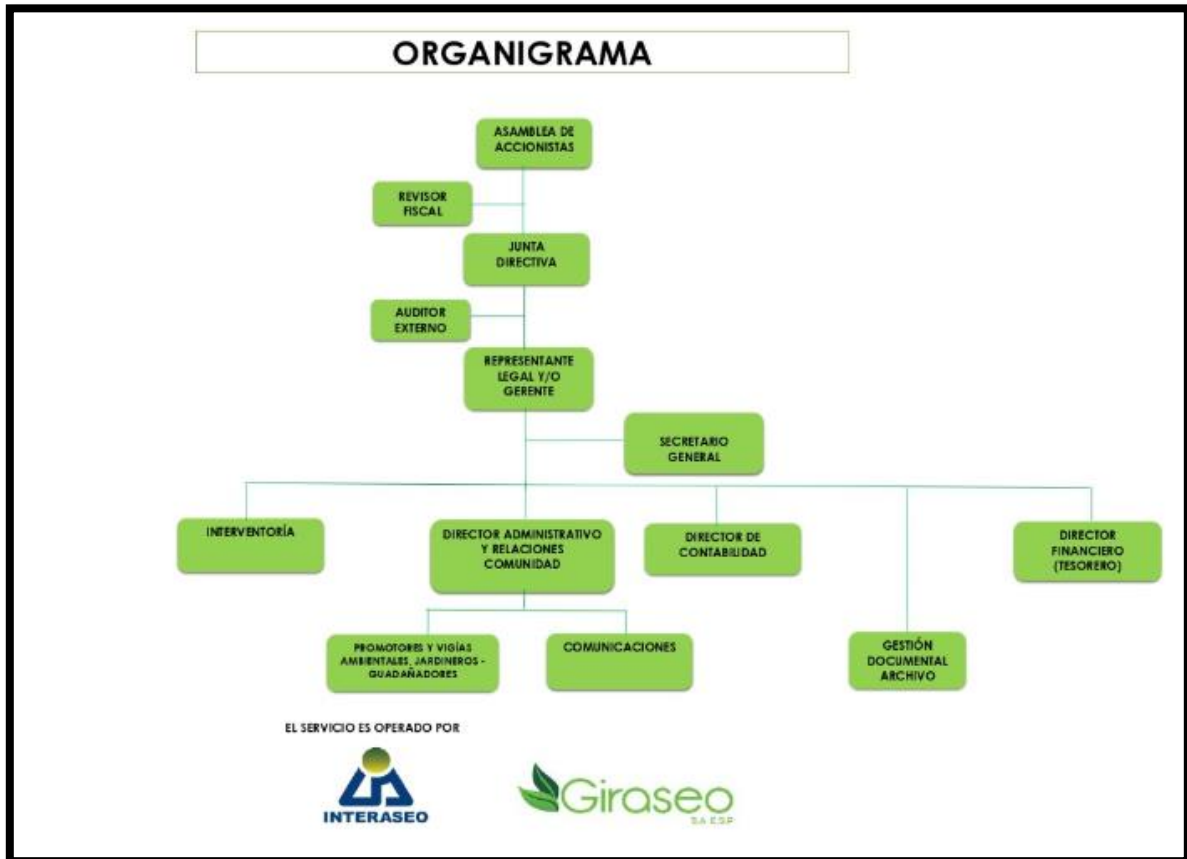 ORGANIGRAMA
ASAMBLEA DE
ACCIONISTAS
REVISOR
FISCAL
JUNTA
DIRECTIVA
AUDITOR
EXTERNO
REPRESENTANTE
LEGAL Y/O
GERENTE
SECRETARIO
GENERAL
INTERVENTORÍA
DIRECTOR ADMINISTRATIVO
Y RELACIONES
COMUNIDAD
DIRECTOR DE
CONTABILIDAD
DIRECTOR
FINANCIERO
(TESORERO)
PROMOTORES Y VIGÍAS
AMBIENTALES, JARDINEROS -
GUADAÑADORES
COMUNICACIONES
GESTIÓN
DOCUMENTAL
ARCHIVO
EL SERVICIO ES OPERADO POR
INTERASEO
Giraseo
S.A E.S.P